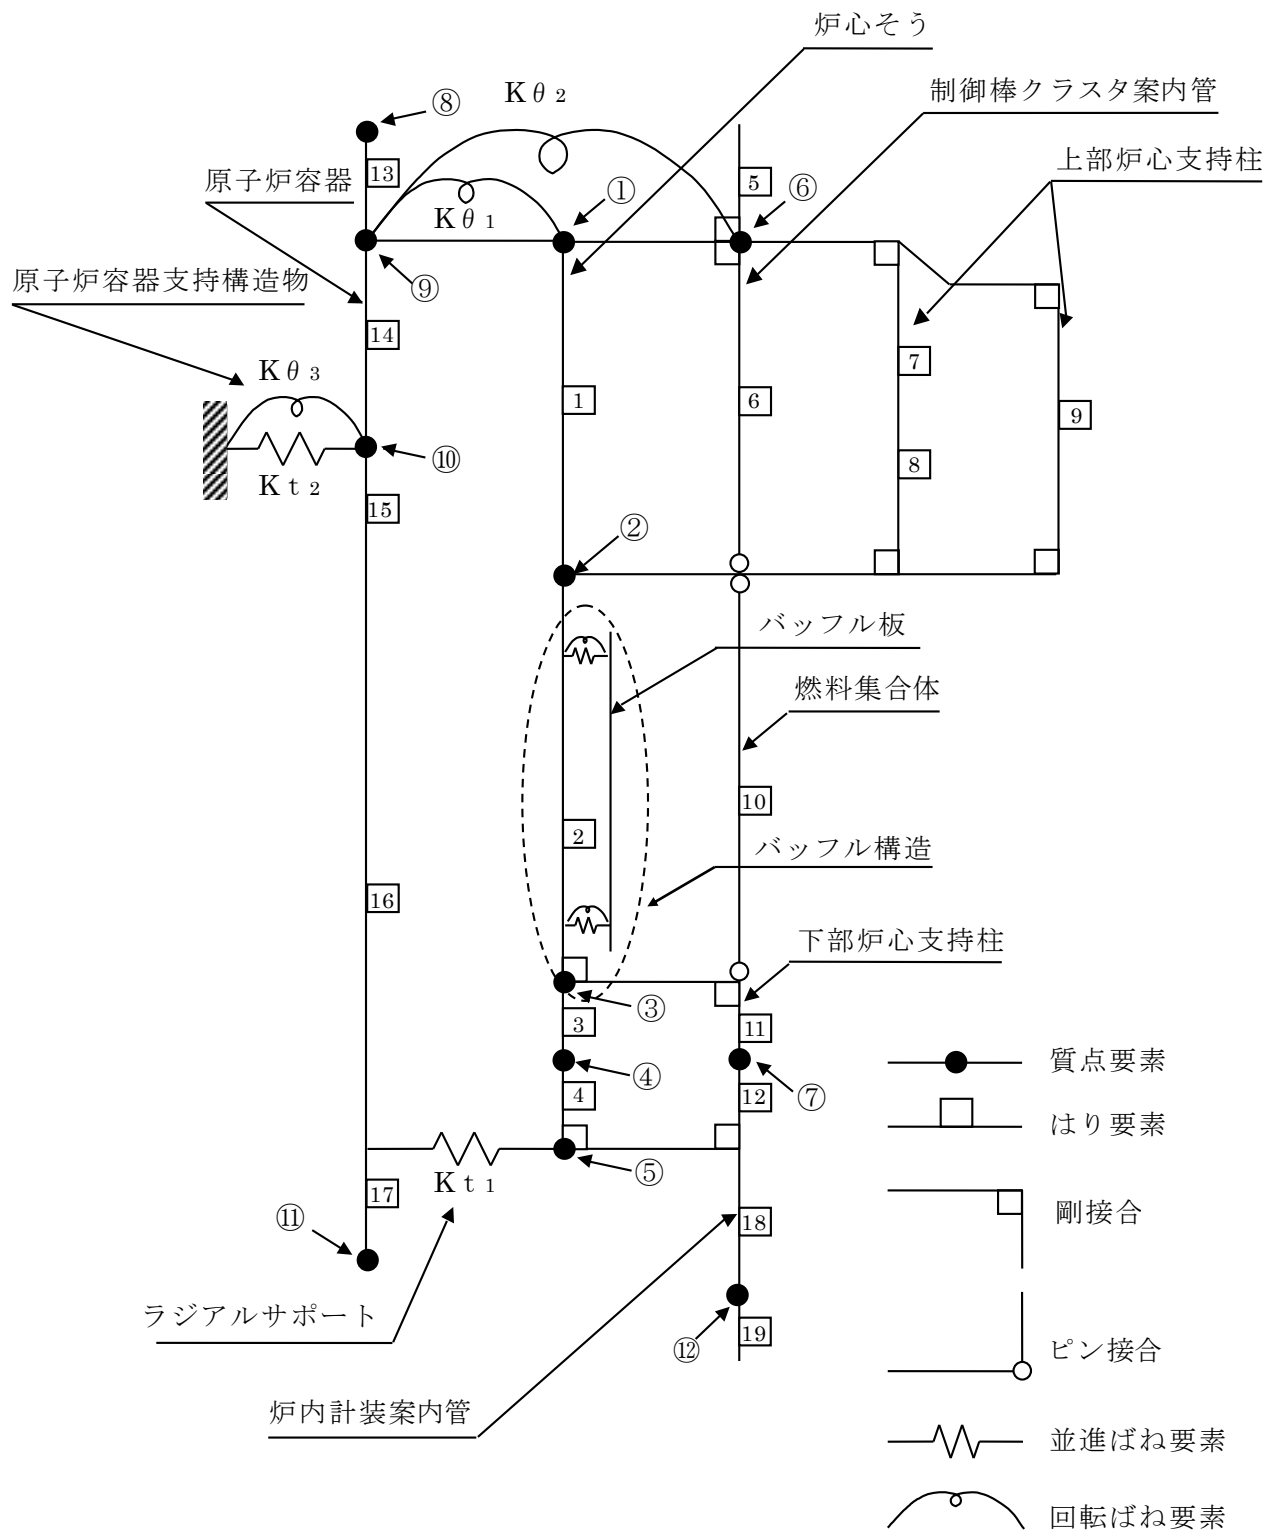 炉心そう
Kθ2
制御棒クラスタ案内管
⑧
上部炉心支持柱
原子炉容器
13
5
⑥
①
Kθ1
原子炉容器支持構造物
⑨
14
7
Kθ3
1
6
9
⑩
8
Kt2
15
②
バッフル板
燃料集合体
10
2
バッフル構造
16
下部炉心支持柱
③
3
11
質点要素
④
4
12
⑦
はり要素
⑤
Kt1
17
剛接合
⑪
18
ラジアルサポート
⑫
19
ピン接合
炉内計装案内管
並進ばね要素
回転ばね要素